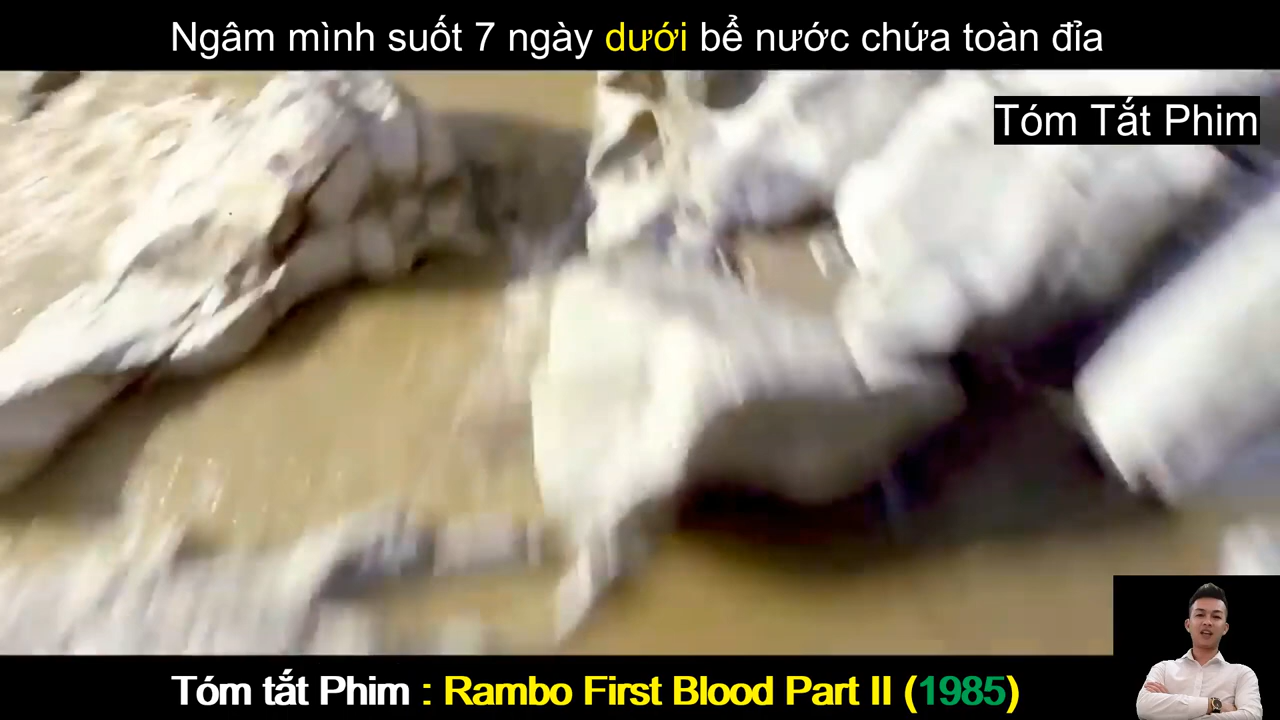 Ngâm mình suốt 7 ngày dưới bể nước chứa toàn đỉa
Tóm Tắt Phim
Tóm tắt Phim : Rambo First Blood Part II (1985)